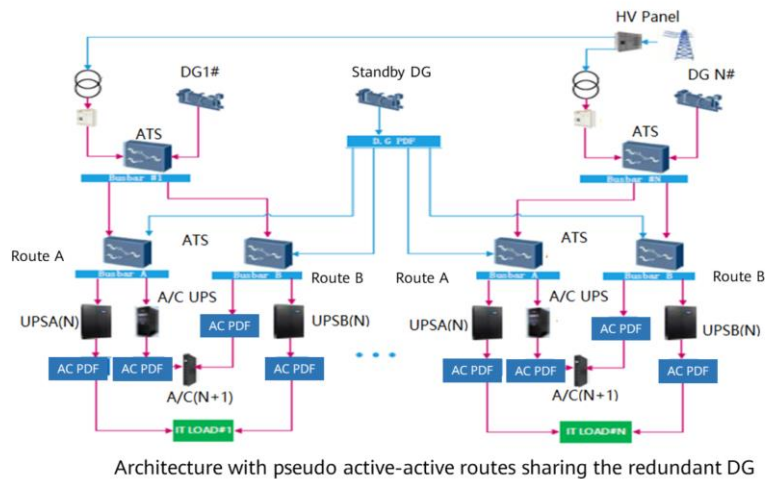 HV Panel
DG1#
Standby DG
DG N#
ATS
D.G PDF
ATS
Busbar #1
Busbar #N
Route A
ATS
Route B
Route A
ATS
Route B
Busbar A
Busbar B
Busbar A
Busbar B
A/C UPS
A/C UPS
UPSA(N)
AC PDF
UPSB(N)
UPSA(N)
AC PDF
UPSB(N)
AC PDF
AC PDF
AC PDF
AC PDF
AC PDF
AC PDF
A/C(N+1)
A/C(N+1)
IT LOAD#1
IT LOAD#N
Architecture with pseudo active-active routes sharing the redundant DG